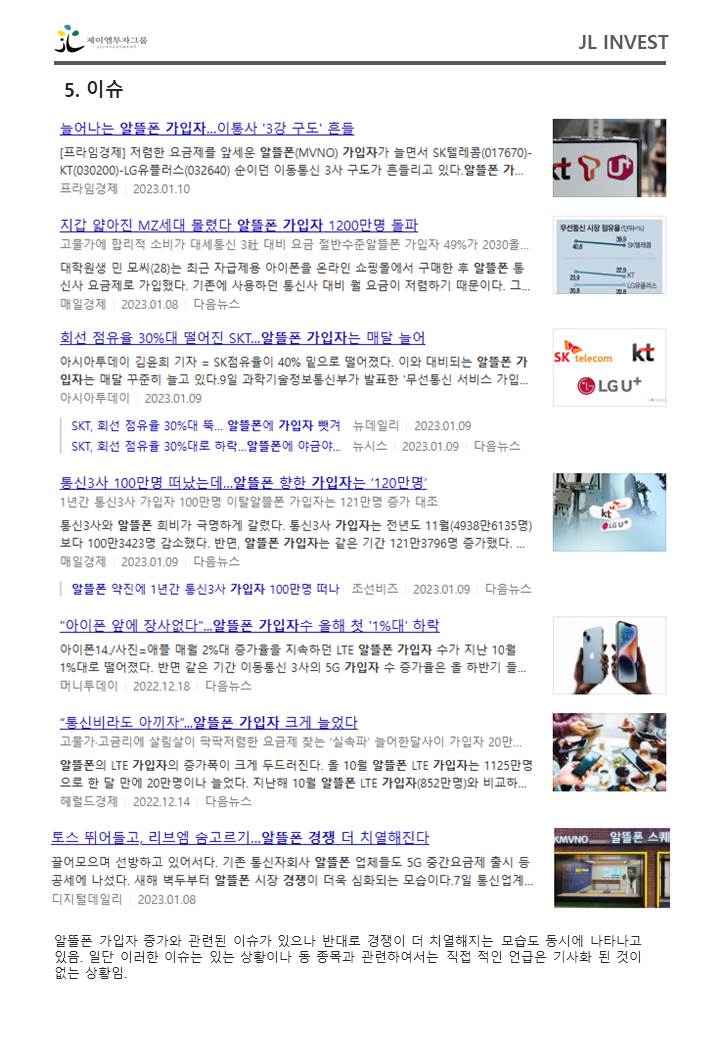 제이엘투자그룹
JL INVESTMENT
JL INVEST
5. 이슈
늘어나는 알뜰폰 가입자...이통사 '3강 구도' 흔들
[프라임경제] 저렴한 요금제를 앞세운 알뜰폰(MVNO) 가입자가 늘면서 SK텔레콤(017670)-
KT(030200)-LG유플러스(032640) 순이던 이동통신 3사 구도가 흔들리고 있다.알뜰폰 가...
프라임경제 2023.01.10
kt
U+
지갑 얇아진 MZ세대 몰렸다 알뜰폰 가입자 1200만명 돌파
고물가에 합리적 소비가 대세통신 3社 대비 요금 절반수준알뜰폰 가입자 49%가 2030올...
대학원생 민 모씨(28)는 최근 자급제용 아이폰을 온라인 쇼핑몰에서 구매한 후 알뜰폰 통
신사 요금제로 가입했다. 기존에 사용하던 통신사 대비 월 요금이 저렴하기 때문이다. 그...
매일경제 2023.01.08 다음뉴스
무선통신 시장 점유율(단위=%)
40.8 39.9 SK텔레콤
23.9 22.9 KT
LG유플러스
20.8 20.8
회선 점유율 30%대 떨어진 SKT...알뜰폰 가입자는 매달 늘어
아시아투데이 김윤희 기자 = SK점유율이 40% 밑으로 떨어졌다. 이와 대비되는 알뜰폰 가
입자는 매달 꾸준히 늘고 있다.9일 과학기술정보통신부가 발표한 '무선통신 서비스 가입...
아시아투데이 2023.01.09
SK telecom kt
LG U+
SKT, 회선 점유율 30%대 뚝... 알뜰폰에 가입자 뺏겨 뉴데일리 2023.01.09
SKT, 회선 점유율 30%대로 하락...알뜰폰에 야금야... 뉴시스 2023.01.09 다음뉴스
통신3사 100만명 떠났는데...알뜰폰 향한 가입자는 ‘120만명’
1년간 통신3사 가입자 100만명 이탈알뜰폰 가입자는 121만명 증가 대조
통신3사와 알뜰폰 희비가 극명하게 갈렸다. 통신3사 가입자는 전년도 11월(4938만6135명)
보다 100만3423명 감소했다. 반면, 알뜰폰 가입자는 같은 기간 121만3796명 증가했다. ...
매일경제 2023.01.09 다음뉴스
kt
LG U+
알뜰폰 약진에 1년간 통신3사 가입자 100만명 떠나 조선비즈 2023.01.09 다음뉴스
"아이폰 앞에 장사없다"...알뜰폰 가입자수 올해 첫 '1%대' 하락
아이폰14./사진=애플 매월 2%대 증가율을 지속하던 LTE 알뜰폰 가입자 수가 지난 10월
1%대로 떨어졌다. 반면 같은 기간 이동통신 3사의 5G 가입자 수 증가율은 올 하반기 들...
머니투데이 2022.12.18 다음뉴스
“통신비라도 아끼자”...알뜰폰 가입자 크게 늘었다
고물가·고금리에 살림살이 팍팍저렴한 요금제 찾는 ‘실속파’ 늘어한달사이 가입자 20만...
알뜰폰의 LTE 가입자의 증가폭이 크게 두드러진다. 올 10월 알뜰폰 LTE 가입자는 1125만명
으로 한 달 만에 20만명이나 늘었다. 지난해 10월 알뜰폰 LTE 가입자(852만명)와 비교하...
헤럴드경제 2022.12.14 다음뉴스
토스 뛰어들고, 리브엠 숨고르기...알뜰폰 경쟁 더 치열해진다
끌어모으며 선방하고 있어서다. 기존 통신자회사 알뜰폰 업체들도 5G 중간요금제 출시 등
공세에 나섰다. 새해 벽두부터 알뜰폰 시장 경쟁이 더욱 심화되는 모습이다.7일 통신업계...
디지털데일리 2023.01.08
KMVNO 알뜰폰 스퀘
알뜰폰 가입자 증가와 관련된 이슈가 있으나 반대로 경쟁이 더 치열해지는 모습도 동시에 나타나고
있음. 일단 이러한 이슈는 있는 상황이나 동 종목과 관련하여서는 직접 적인 언급은 기사화 된 것이
없는 상황임.